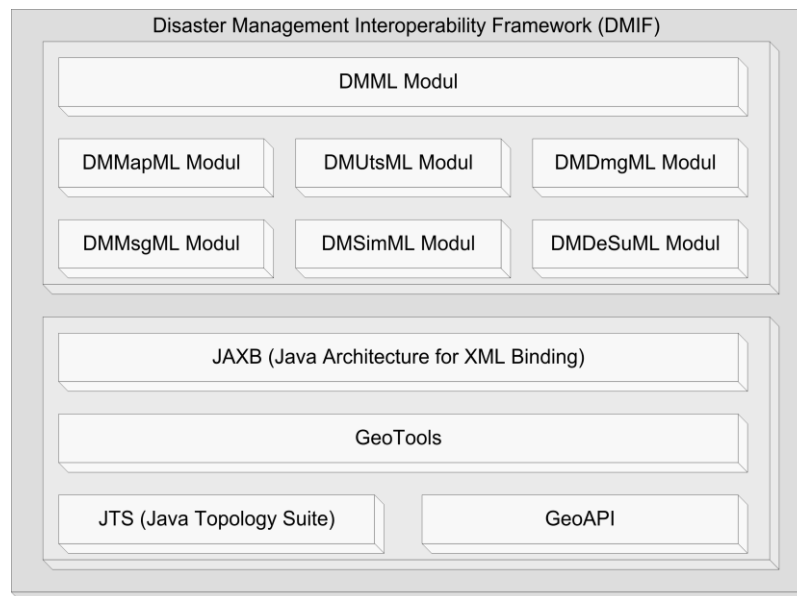 Disaster Management Interoperability Framework (DMIF)
DMML Modul
DMMapML Modul
DMUtsML Modul
DMDmgML Modul
DMMsgML Modul
DMSimML Modul
DMDeSuML Modul
JAXB (Java Architecture for XML Binding)
GeoTools
JTS (Java Topology Suite)
GeoAPI